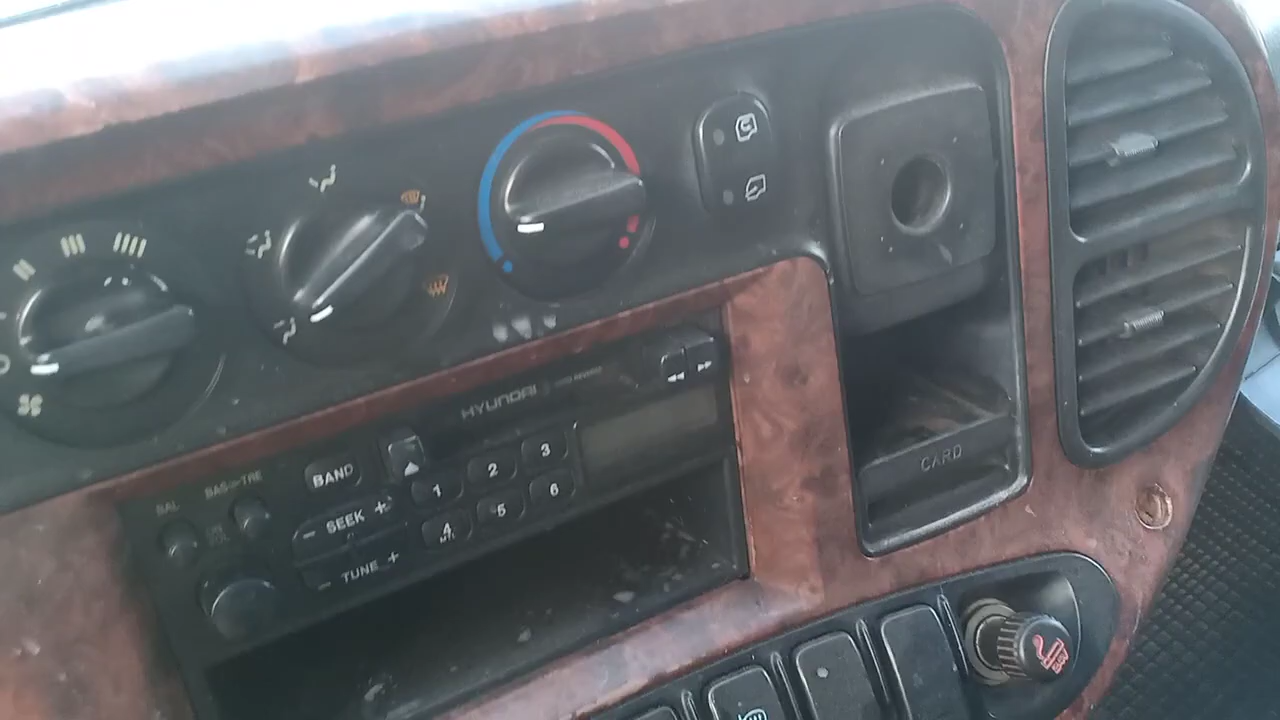 HYUNDAI
BAL
BAS-TRE
BAND
1
2
3
- SEEK +
4
5
6
- TUNE +
CARD